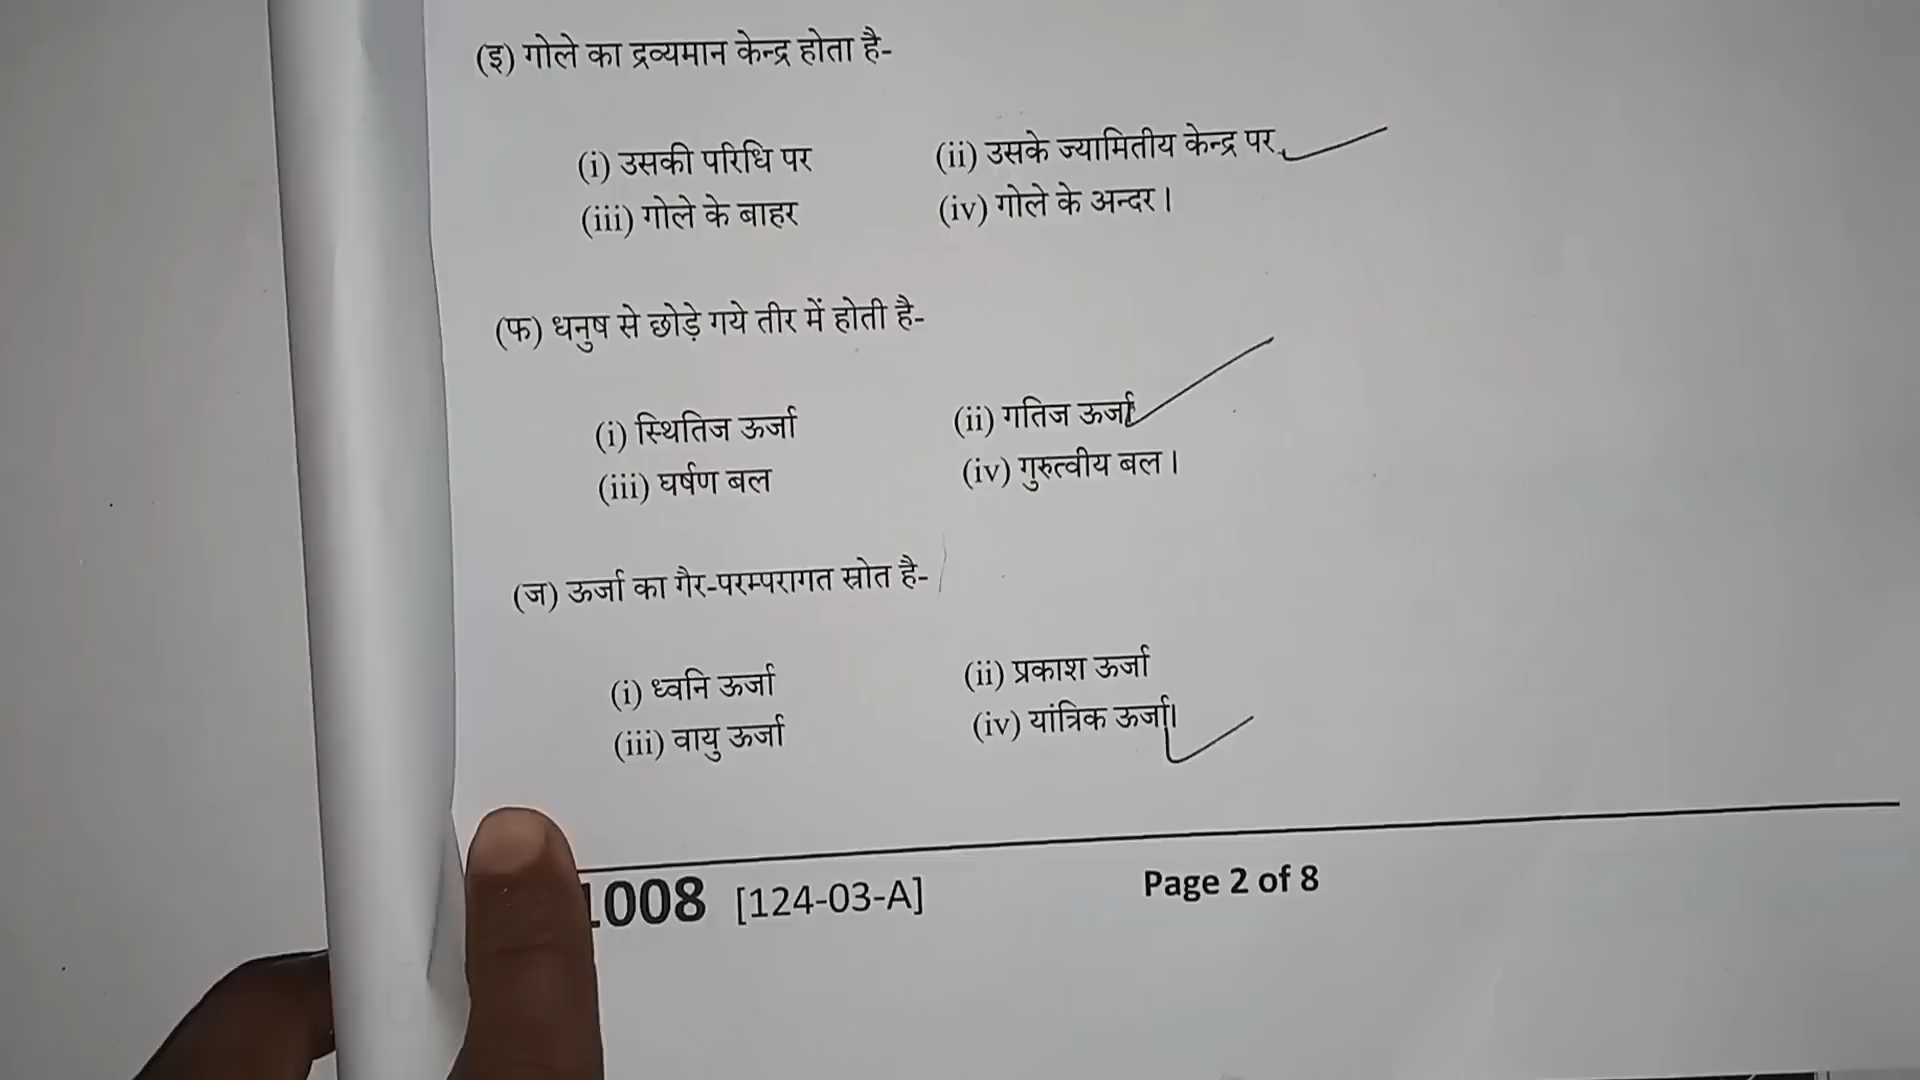 (इ) गोले का द्रव्यमान केन्द्र होता है-
(i) उसकी परिधि पर (ii) उसके ज्यामितीय केन्द्र पर
(iii) गोले के बाहर (iv) गोले के अन्दर।
(फ) धनुष से छोड़े गये तीर में होती है-
(i) स्थितिज ऊर्जा (ii) गतिज ऊर्जा
(iii) घर्षण बल (iv) गुरुत्वीय बल।
(ज) ऊर्जा का गैर-परम्परागत स्रोत है-
(i) ध्वनि ऊर्जा (ii) प्रकाश ऊर्जा
(iii) वायु ऊर्जा (iv) यांत्रिक ऊर्जा।
1008 [124-03-A] Page 2 of 8